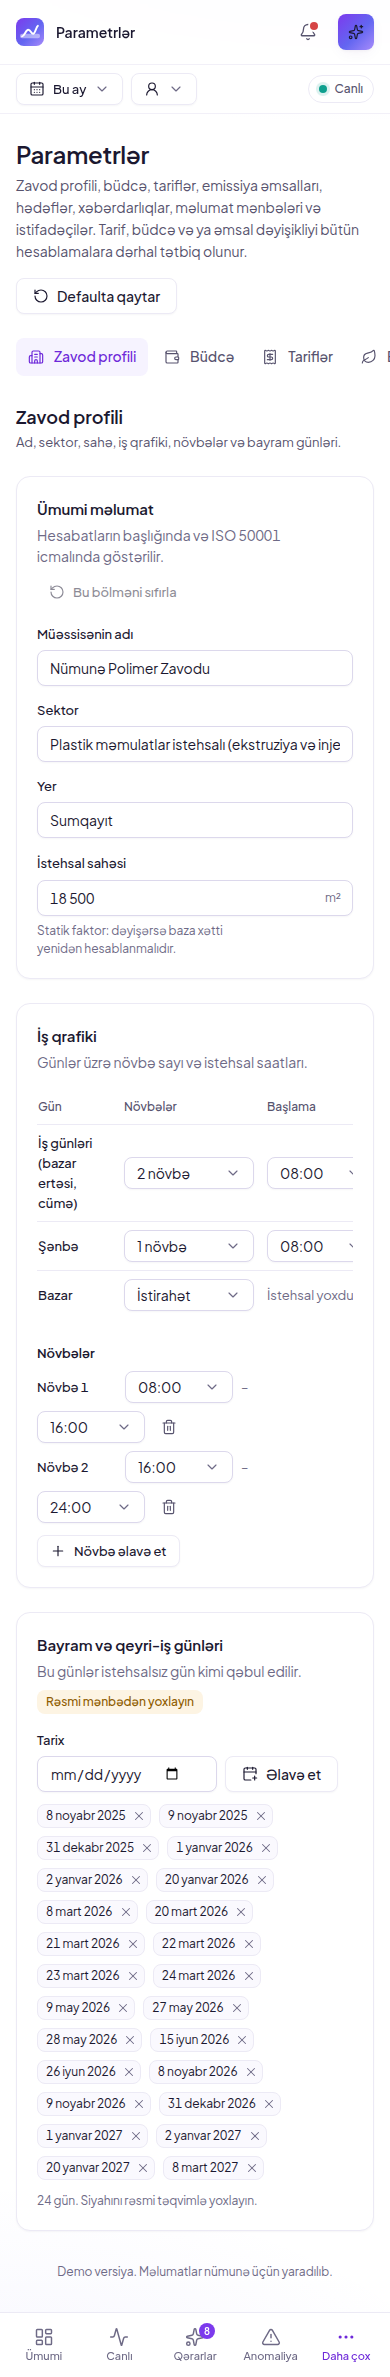 Parametrlər
Bu ay
Canlı
Parametrlər
Zavod profili, büdcə, tariflər, emissiya əmsalları,
hədəflər, xəbərdarlıqlar, məlumat mənbələri və
istifadəçilər. Tarif, büdcə və ya əmsal dəyişikliyi bütün
hesablamalara dərhal tətbiq olunur.
Defaulta qaytar
Zavod profili
Büdcə
Tariflər
Zavod profili
Ad, sektor, sahə, iş qrafiki, növbələr və bayram günləri.
Ümumi məlumat
Hesabatların başlığında və ISO 50001
icmalında göstərilir.
Bu bölməni sıfırla
Müəssisənin adı
Nümunə Polimer Zavodu
Sektor
Plastik məmulatlar istehsalı (ekstruziya və inje
Yer
Sumqayıt
İstehsal sahəsi
18 500 m²
Statik faktor: dəyişərsə baza xətti
yenidən hesablanmalıdır.
İş qrafiki
Günlər üzrə növbə sayı və istehsal saatları.
Gün Növbələr Başlama
İş günləri
(bazar
ertəsi,
cümə)
2 növbə 08:00
Şənbə 1 növbə 08:00
Bazar İstirahət İstehsal yoxdu
Növbələr
Növbə 1 08:00 –
16:00
Növbə 2 16:00 –
24:00
Növbə əlavə et
Bayram və qeyri-iş günləri
Bu günlər istehsalsız gün kimi qəbul edilir.
Rəsmi mənbədən yoxlayın
Tarix
mm/dd/yyyy Əlavə et
8 noyabr 2025 9 noyabr 2025
31 dekabr 2025 1 yanvar 2026
2 yanvar 2026 20 yanvar 2026
8 mart 2026 20 mart 2026
21 mart 2026 22 mart 2026
23 mart 2026 24 mart 2026
9 may 2026 27 may 2026
28 may 2026 15 iyun 2026
26 iyun 2026 8 noyabr 2026
9 noyabr 2026 31 dekabr 2026
1 yanvar 2027 2 yanvar 2027
20 yanvar 2027 8 mart 2027
24 gün. Siyahını rəsmi təqvimlə yoxlayın.
Demo versiya. Məlumatlar nümunə üçün yaradılıb.
8
Ümumi Canlı Qərarlar Anomaliya Daha çox